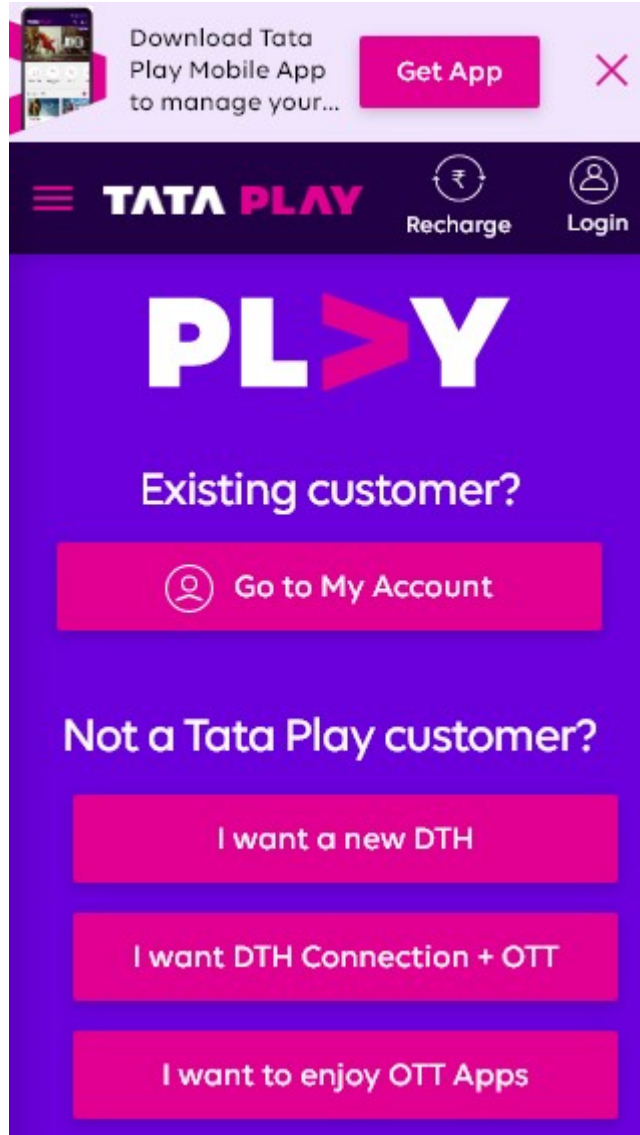 Download Tata
Play Mobile App
to manage your...
Get App
TATA PLAY
Recharge
Login
PL>Y
Existing customer?
Go to My Account
Not a Tata Play customer?
I want a new DTH
I want DTH Connection + OTT
I want to enjoy OTT Apps